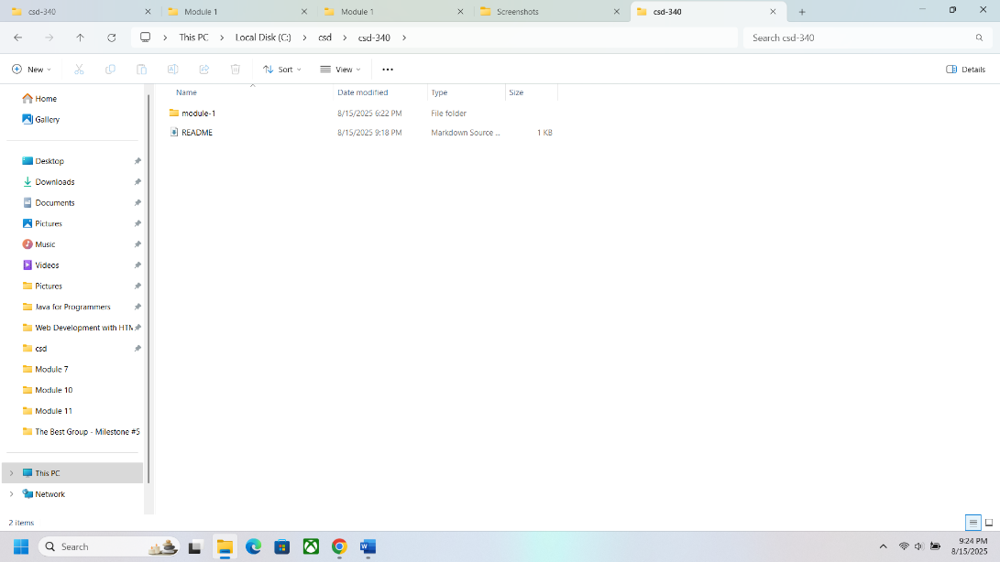 csd-340
Module 1
Module 1
Screenshots
csd-340
This PC > Local Disk (C:) > csd > csd-340 >
Search csd-340
New
Sort
View
Details
Name
Date modified
Type
Size
Home
Gallery
Desktop
Downloads
Documents
Pictures
Music
Videos
Pictures
Java for Programmers
Web Development with HTM
csd
Module 7
Module 10
Module 11
The Best Group - Milestone #5
This PC
Network
module-1 8/15/2025 6:22 PM File folder
README 8/15/2025 9:18 PM Markdown Source ... 1 KB
2 items
Search
9:24 PM
8/15/2025